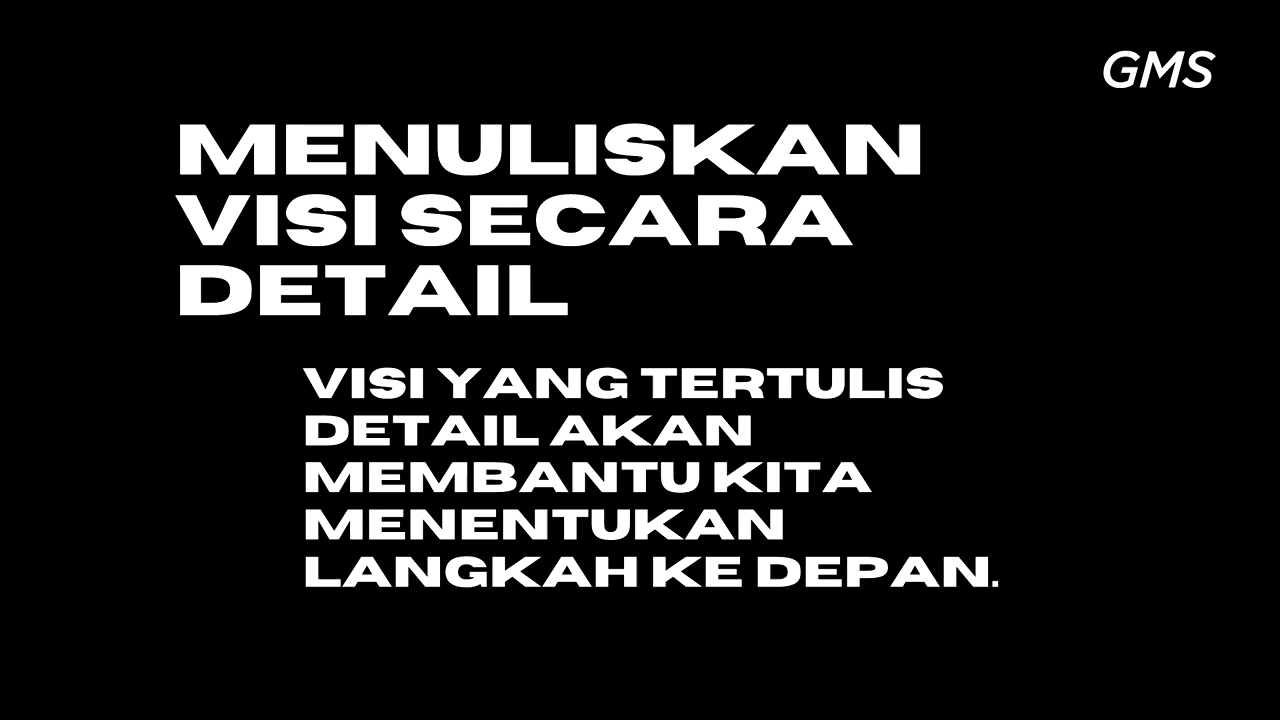 GMS
MENULISKAN
VISI SECARA
DETAIL
VISI YANG TERTULIS
DETAIL AKAN
MEMBANTU KITA
MENENTUKAN
LANGKAH KE DEPAN.